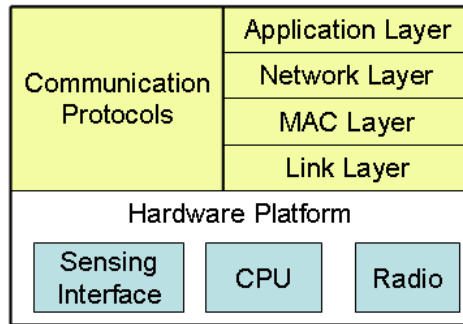 Communication
Protocols
Application Layer
Network Layer
MAC Layer
Link Layer
Hardware Platform
Sensing
Interface
CPU
Radio